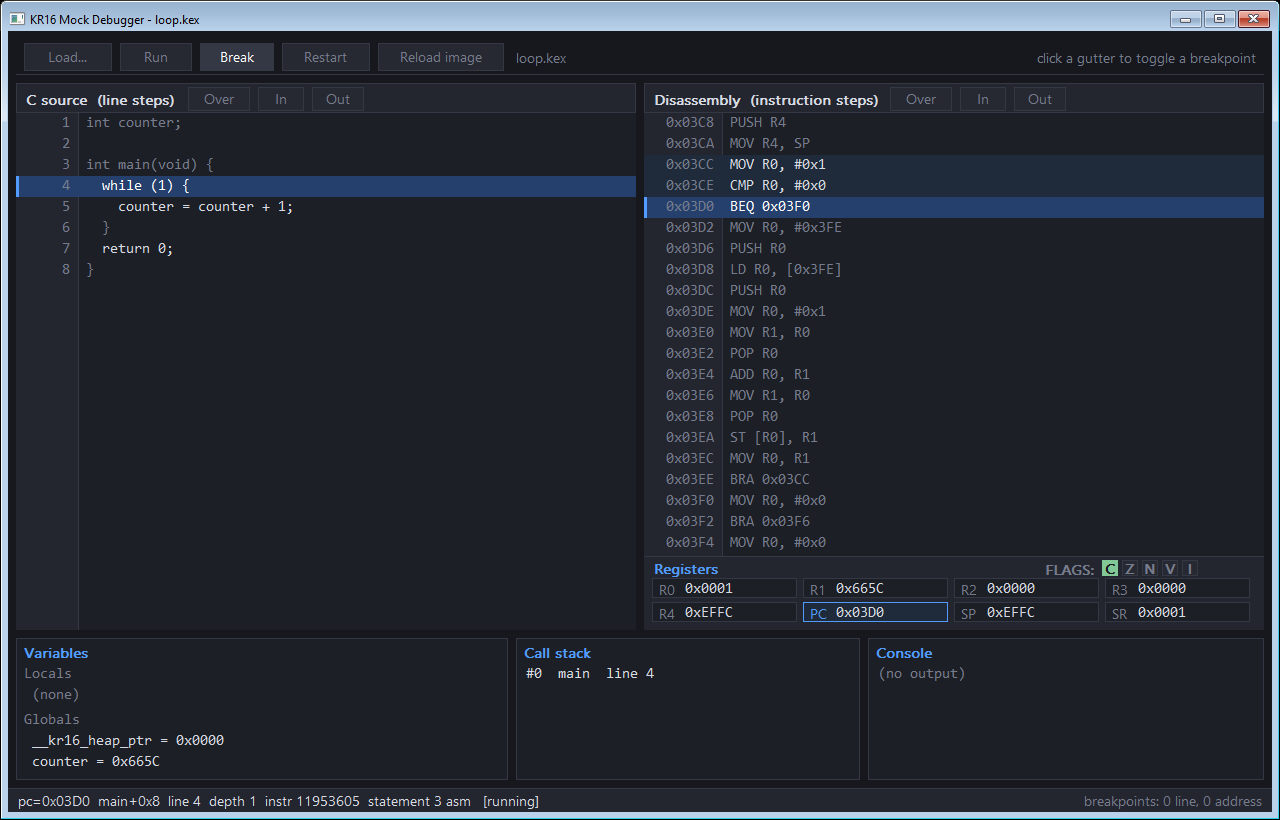 KR16 Mock Debugger - loop.kex
Load... Run Break Restart Reload image loop.kex click a gutter to toggle a breakpoint
C source (line steps) Over In Out
1 int counter;
2
3 int main(void) {
4 while (1) {
5 counter = counter + 1;
6 }
7 return 0;
8 }
Disassembly (instruction steps) Over In Out
0x03C8 PUSH R4
0x03CA MOV R4, SP
0x03CC MOV R0, #0x1
0x03CE CMP R0, #0x0
0x03D0 BEQ 0x03F0
0x03D2 MOV R0, #0x3FE
0x03D6 PUSH R0
0x03D8 LD R0, [0x3FE]
0x03DC PUSH R0
0x03DE MOV R0, #0x1
0x03E0 MOV R1, R0
0x03E2 POP R0
0x03E4 ADD R0, R1
0x03E6 MOV R1, R0
0x03E8 POP R0
0x03EA ST [R0], R1
0x03EC MOV R0, R1
0x03EE BRA 0x03CC
0x03F0 MOV R0, #0x0
0x03F2 BRA 0x03F6
0x03F4 MOV R0, #0x0
Registers FLAGS: C Z N V I
R0 0x0001 R1 0x665C R2 0x0000 R3 0x0000
R4 0xEFFC PC 0x03D0 SP 0xEFFC SR 0x0001
Variables
Locals
(none)
Globals
__kr16_heap_ptr = 0x0000
counter = 0x665C
Call stack
#0 main line 4
Console
(no output)
pc=0x03D0 main+0x8 line 4 depth 1 instr 11953605 statement 3 asm [running] breakpoints: 0 line, 0 address